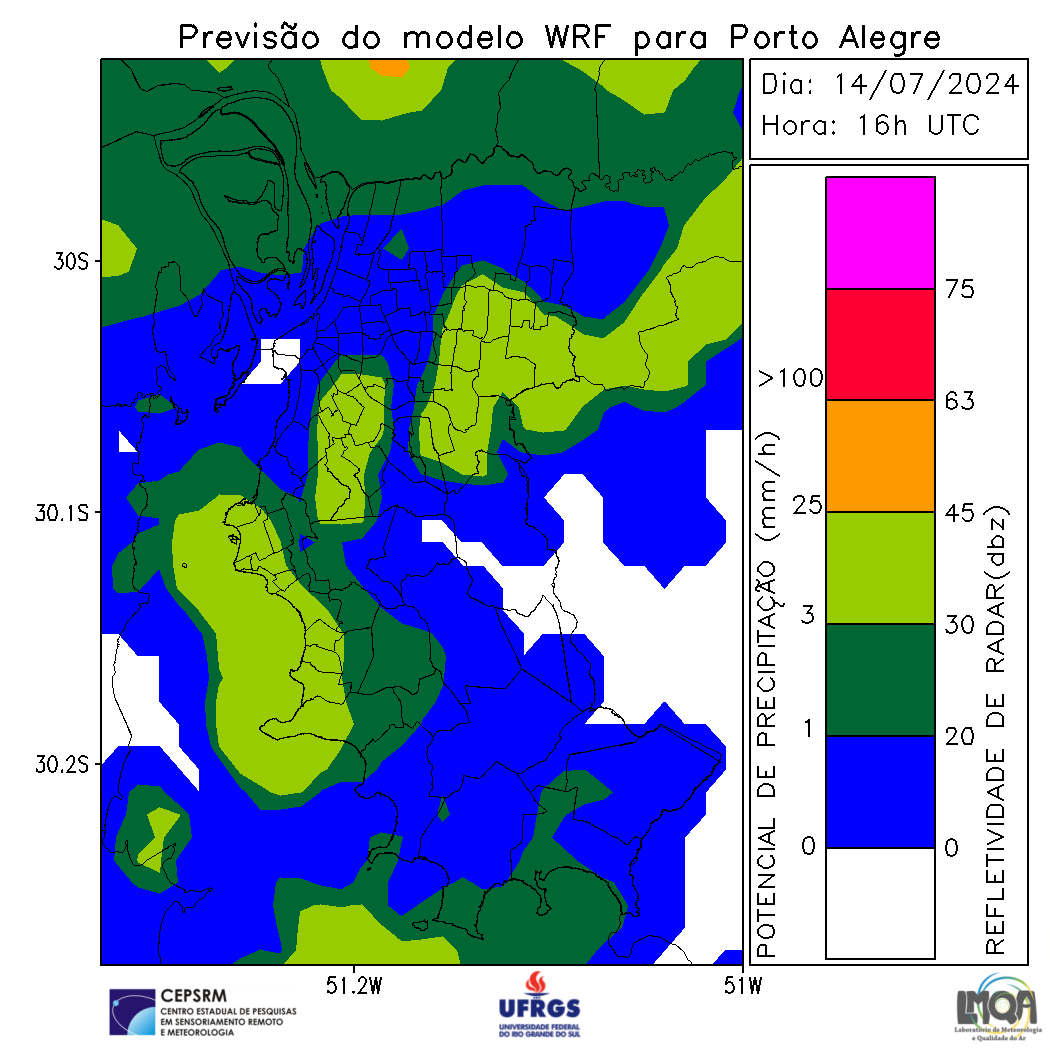 Previsão do modelo WRF para Porto Alegre
Dia: 14/07/2024
Hora: 16h UTC
30S
30.1S
30.2S
51.2W
51W
POTENCIAL DE PRECIPITAÇÃO (mm/h)
>100
25
3
1
0
75
63
45
30
20
0
REFLETIVIDADE DE RADAR(dbz)
CEPSRM
CENTRO ESTADUAL DE PESQUISAS
EM SENSORIAMENTO REMOTO
E METEOROLOGIA
UFRGS
UNIVERSIDADE FEDERAL
DO RIO GRANDE DO SUL
LMQA
Laboratório de Meteorologia
e Qualidade do Ar